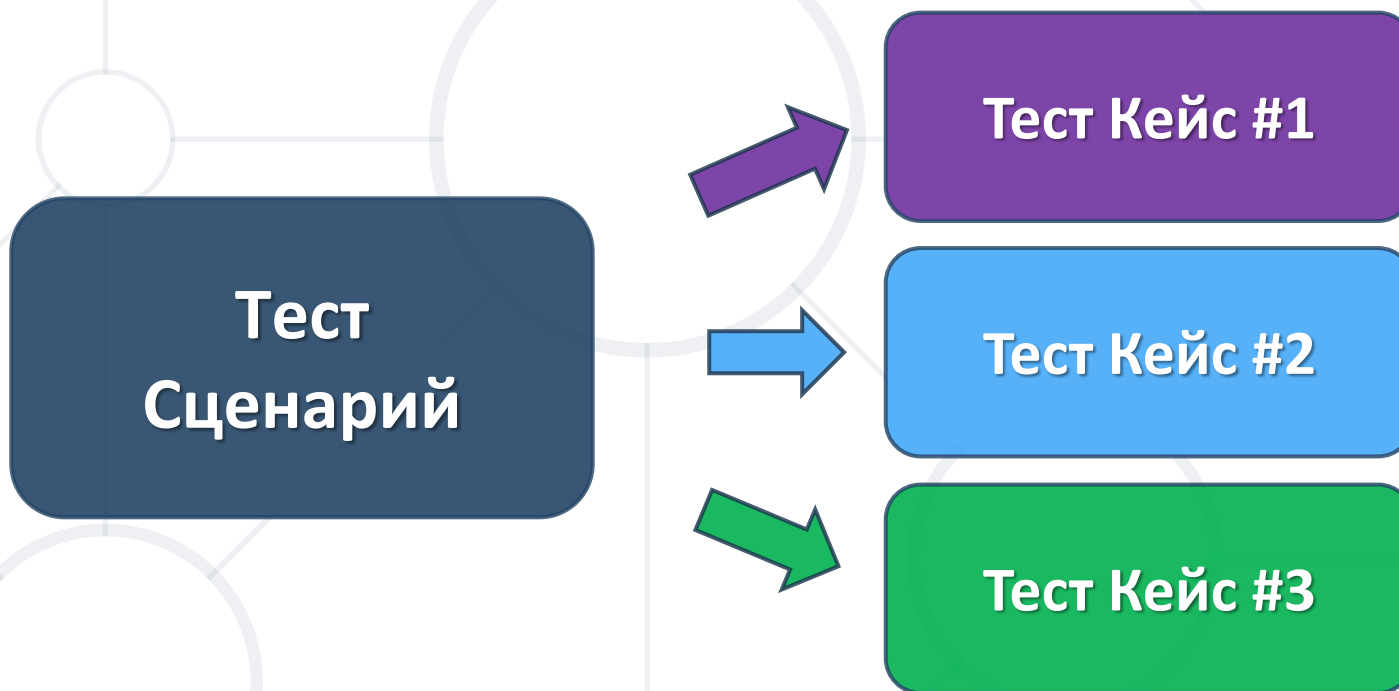 Тест
Сценарий
Тест Кейс #1
Тест Кейс #2
Тест Кейс #3